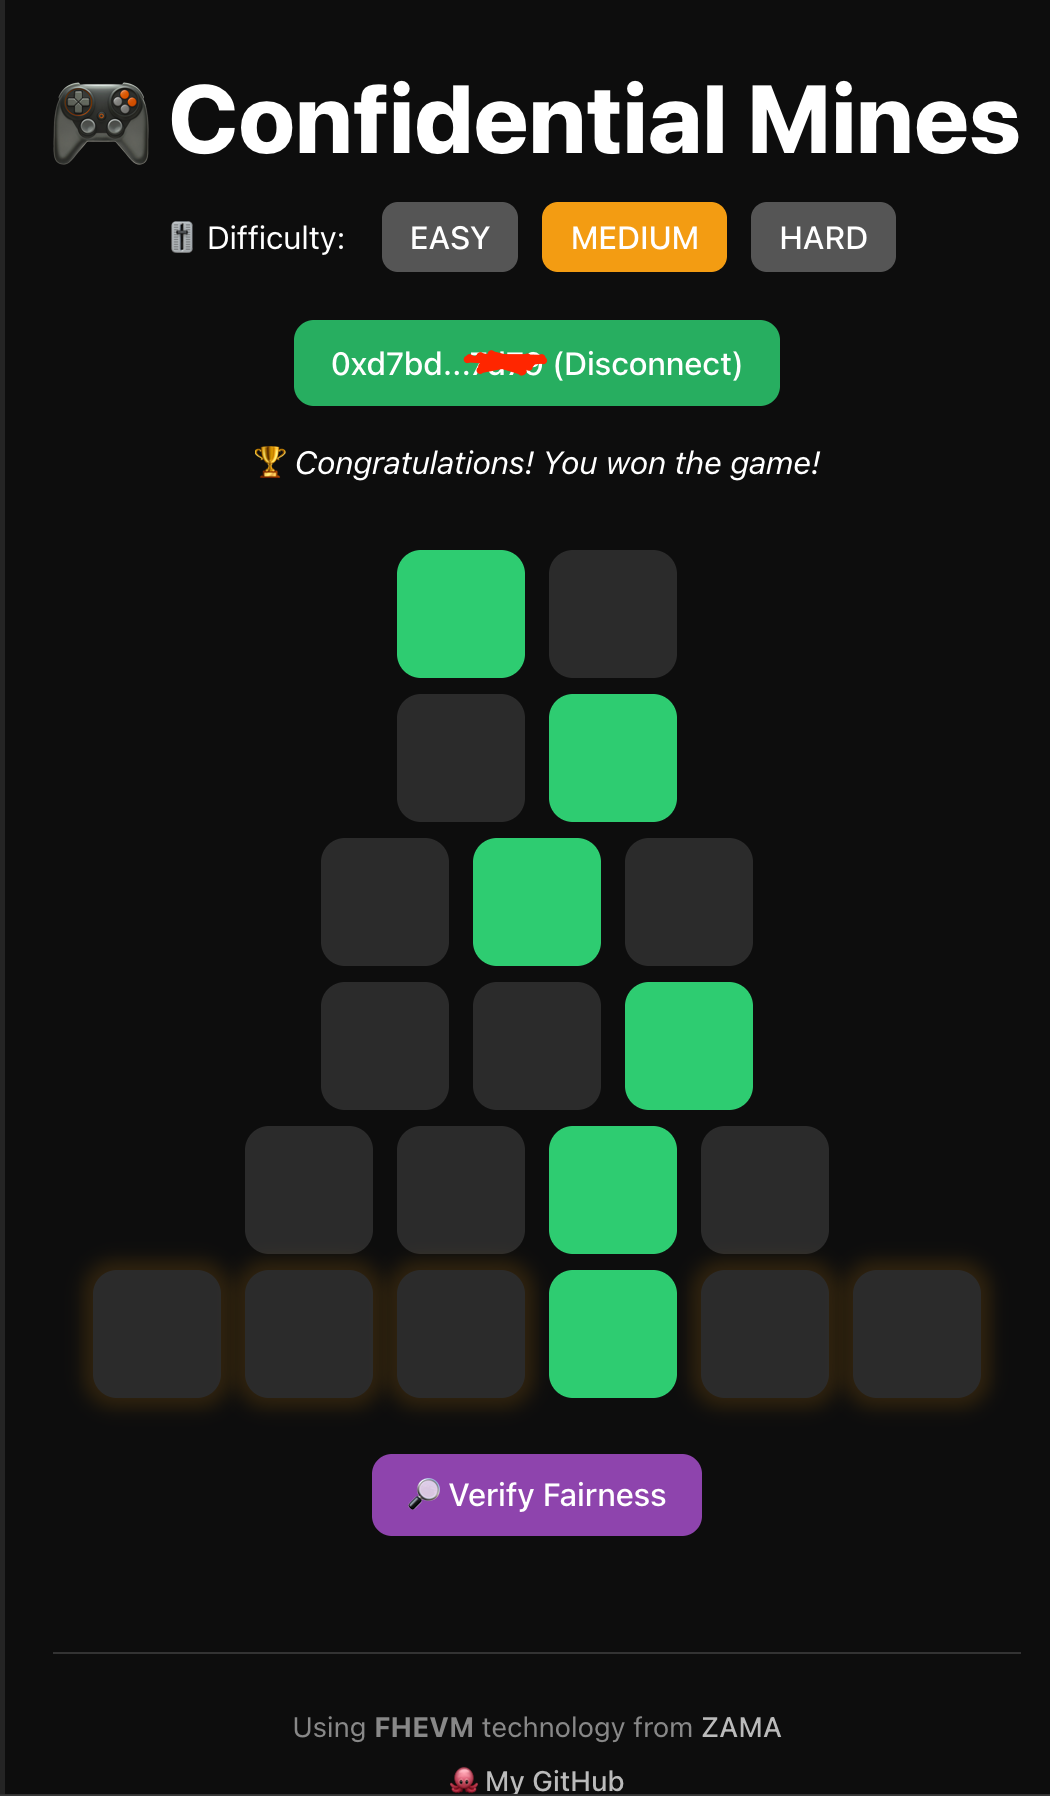 Confidential Mines
Difficulty: EASY MEDIUM HARD
0xd7bd... (Disconnect)
Congratulations! You won the game!
Verify Fairness
Using FHEVM technology from ZAMA
My GitHub